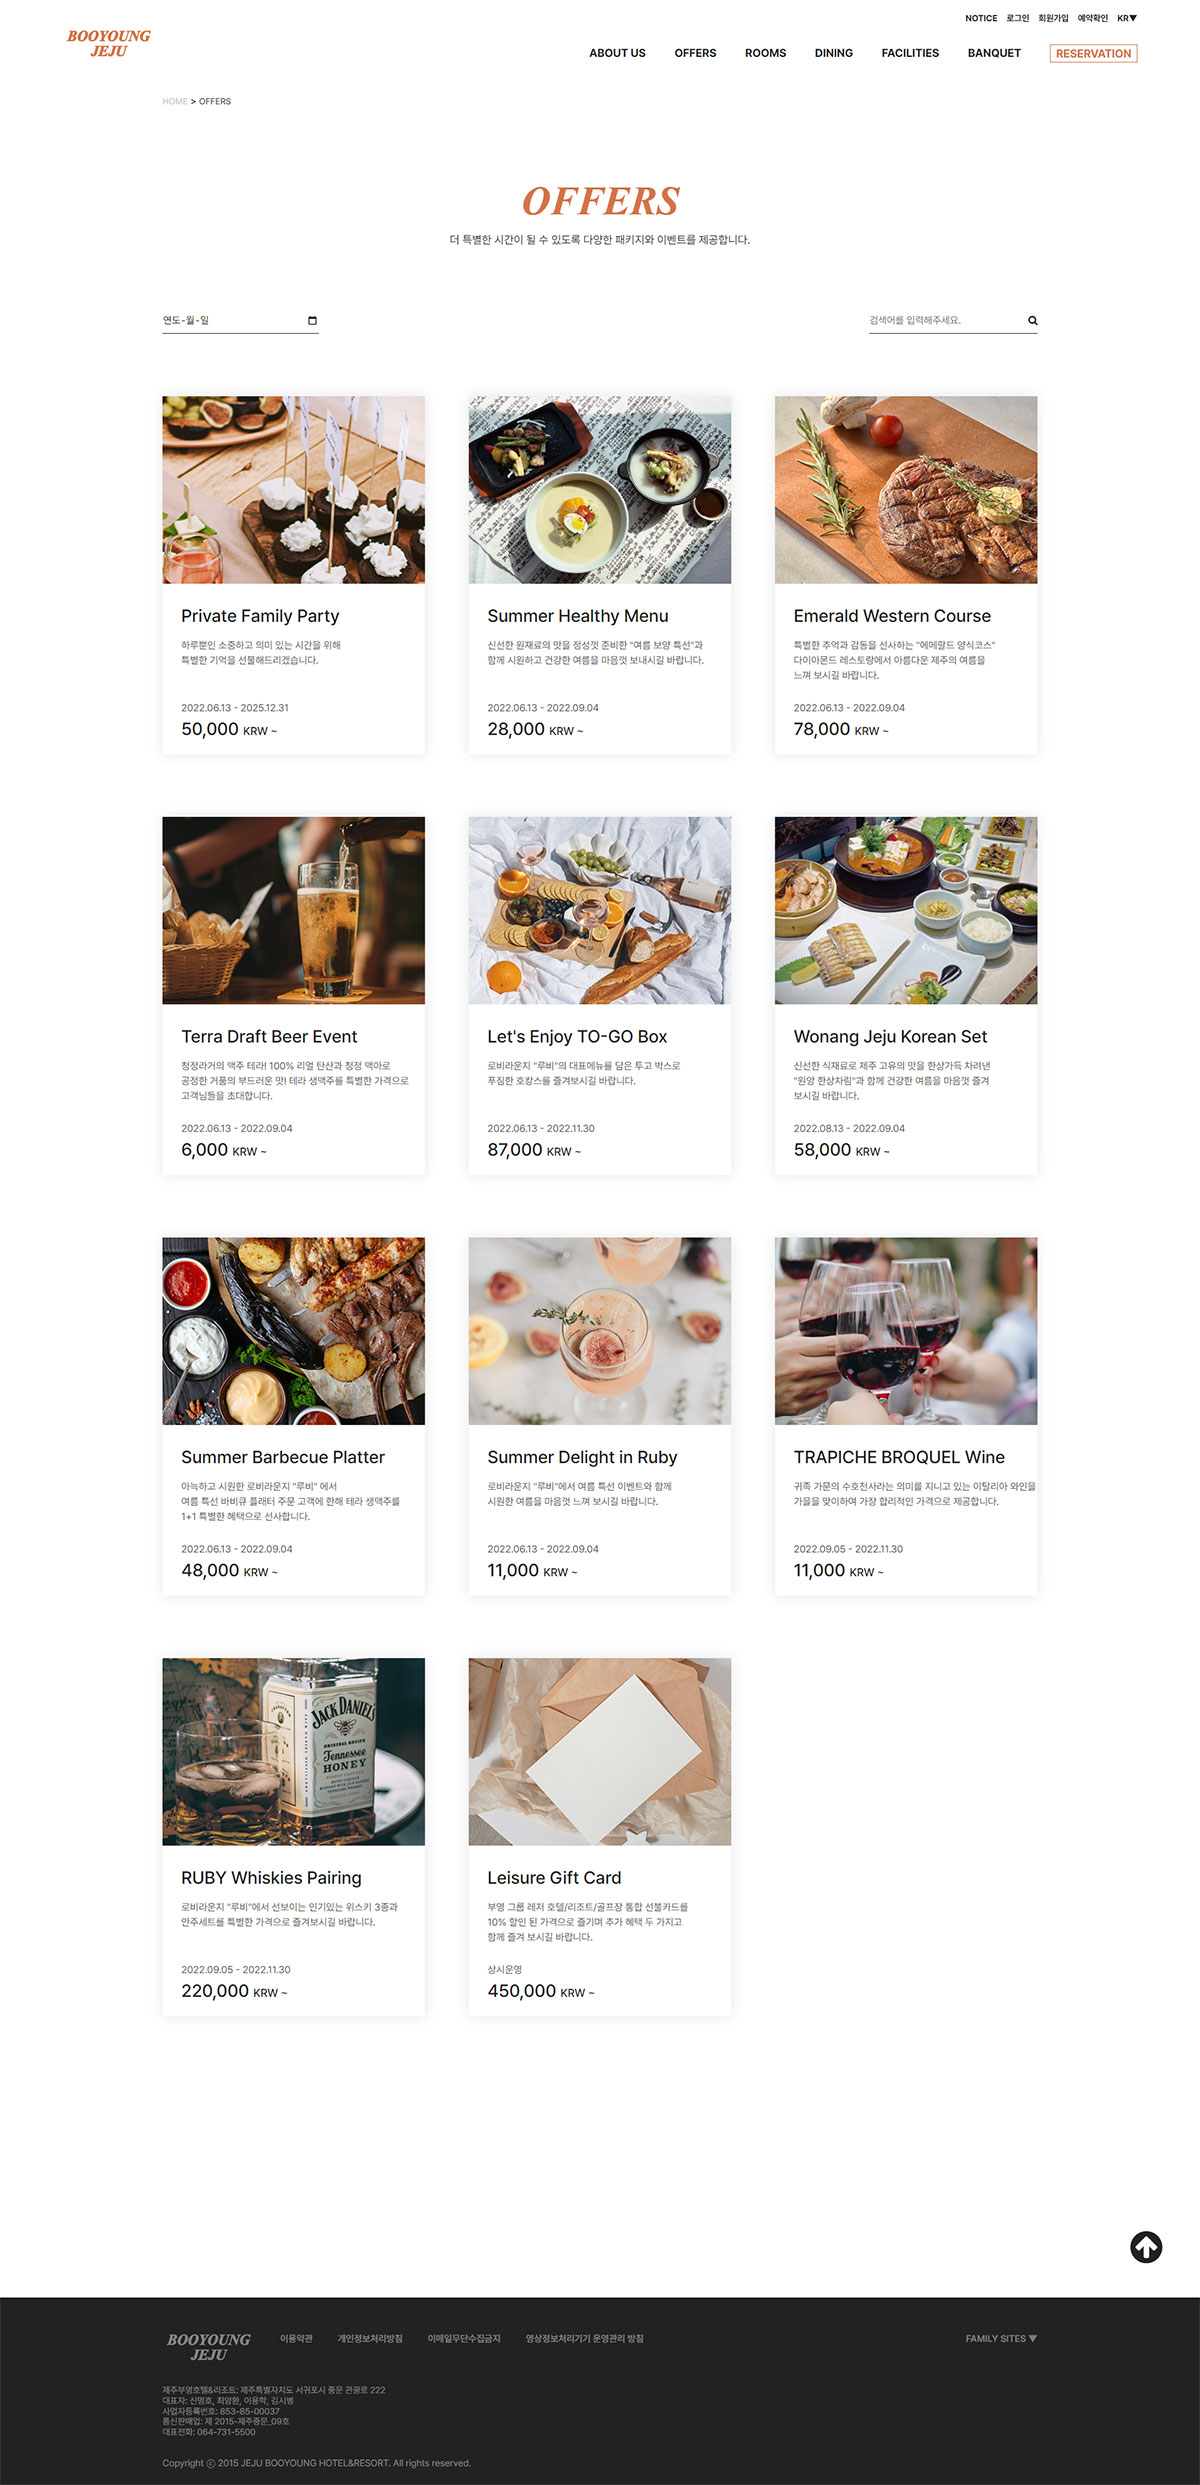 NOTICE 로그인 회원가입 예약확인 KR▼
BOOYOUNG
JEJU
ABOUT US OFFERS ROOMS DINING FACILITIES BANQUET RESERVATION
HOME > OFFERS
OFFERS
더 특별한 시간이 될 수 있도록 다양한 패키지와 이벤트를 제공합니다.
연도-월-일
검색어를 입력해주세요.
Private Family Party
하루뿐인 소중하고 의미 있는 시간을 위해
특별한 기억을 선물해드리겠습니다.
2022.06.13 - 2025.12.31
50,000 KRW ~
Summer Healthy Menu
신선한 원재료의 맛을 정성껏 준비한 "여름 보양 특선"과
함께 시원하고 건강한 여름을 마음껏 보내시길 바랍니다.
2022.06.13 - 2022.09.04
28,000 KRW ~
Emerald Western Course
특별한 추억과 감동을 선사하는 "에메랄드 양식코스"
다이아몬드 레스토랑에서 아름다운 제주의 여름을
느껴 보시길 바랍니다.
2022.06.13 - 2022.09.04
78,000 KRW ~
Terra Draft Beer Event
청정라거의 맥주 테라! 100% 리얼 탄산과 청정 맥아로
공정한 거품의 부드러운 맛! 테라 생맥주를 특별한 가격으로
고객님들을 초대합니다.
2022.06.13 - 2022.09.04
6,000 KRW ~
Let's Enjoy TO-GO Box
로비라운지 "루비"의 대표메뉴를 담은 투고 박스로
푸짐한 호캉스를 즐겨보시길 바랍니다.
2022.06.13 - 2022.11.30
87,000 KRW ~
Wonang Jeju Korean Set
신선한 식재료로 제주 고유의 맛을 한상가득 차려낸
"원앙 한상차림"과 함께 건강한 여름을 마음껏 즐겨
보시길 바랍니다.
2022.08.13 - 2022.09.04
58,000 KRW ~
Summer Barbecue Platter
아늑하고 시원한 로비라운지 "루비" 에서
여름 특선 바비큐 플래터 주문 고객에 한해 테라 생맥주를
1+1 특별한 혜택으로 선사합니다.
2022.06.13 - 2022.09.04
48,000 KRW ~
Summer Delight in Ruby
로비라운지 "루비"에서 여름 특선 이벤트와 함께
시원한 여름을 마음껏 느껴 보시길 바랍니다.
2022.06.13 - 2022.09.04
11,000 KRW ~
TRAPICHE BROQUEL Wine
귀족 가문의 수호천사라는 의미를 지니고 있는 이탈리아 와인을
가을을 맞이하여 가장 합리적인 가격으로 제공합니다.
2022.09.05 - 2022.11.30
11,000 KRW ~
JACK DANIEL'S
Tennessee
HONEY
RUBY Whiskies Pairing
로비라운지 "루비"에서 선보이는 인기있는 위스키 3종과
안주세트를 특별한 가격으로 즐겨보시길 바랍니다.
2022.09.05 - 2022.11.30
220,000 KRW ~
Leisure Gift Card
부영 그룹 레저 호텔/리조트/골프장 통합 선불카드를
10% 할인 된 가격으로 즐기며 추가 혜택 두 가지고
함께 즐겨 보시길 바랍니다.
상시운영
450,000 KRW ~
BOOYOUNG
JEJU
이용약관 개인정보처리방침 이메일무단수집금지 영상정보처리기기 운영관리 방침
FAMILY SITES ▼
제주부영호텔&리조트: 제주특별자치도 서귀포시 중문 관광로 222
대표자: 신명호, 최양환, 이용학, 김시병
사업자등록번호: 853-85-00037
통신판매업: 제 2015-제주중문_09호
대표전화: 064-731-5500
Copyright ⓒ 2015 JEJU BOOYOUNG HOTEL&RESORT. All rights reserved.